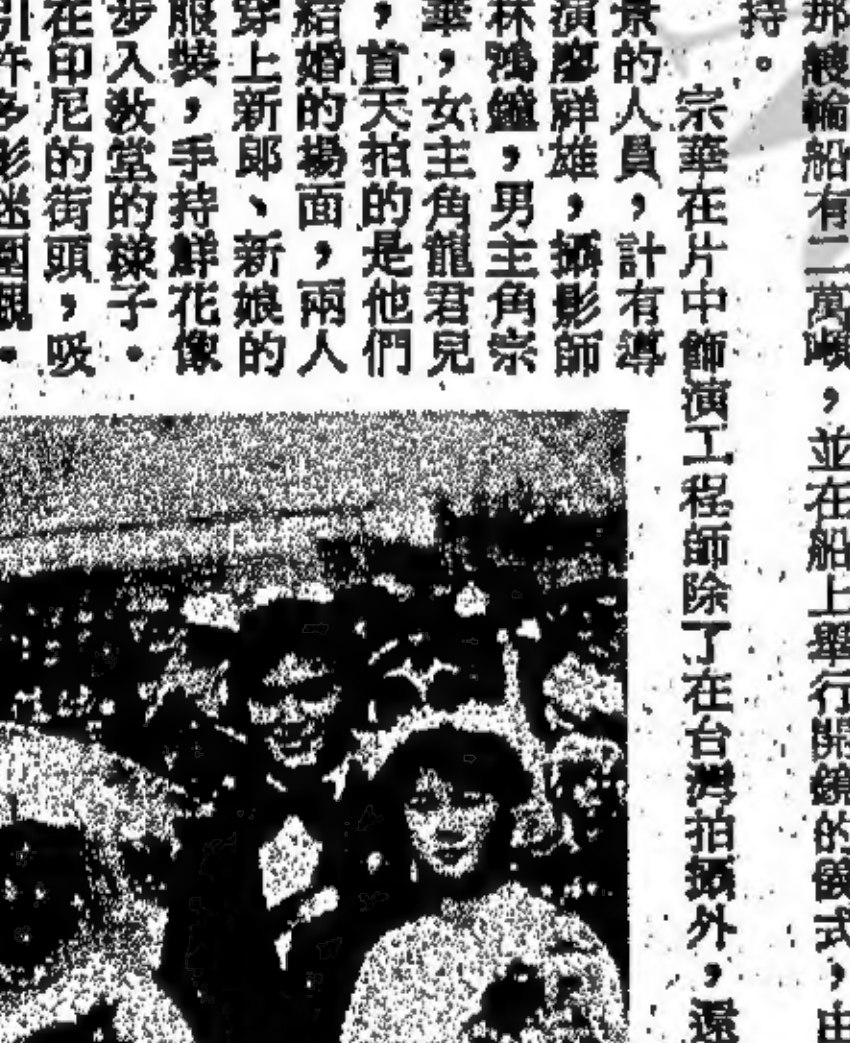 那艘輪船有二萬噸，並在船上舉行開鏡的儀式，由
持。
宗華在片中飾演工程師除了在台灣拍攝外，還
景的人員，計有導
演廖祥雄，攝影師
林鴻鐘，男主角宗
華，女主角龍君兒
，首天拍的是他們
結婚的場面，兩人
穿上新郎、新娘的
服裝，手持鮮花像
步入教堂的樣子．
在印尼的街頭，吸
引許多影迷圍觀．